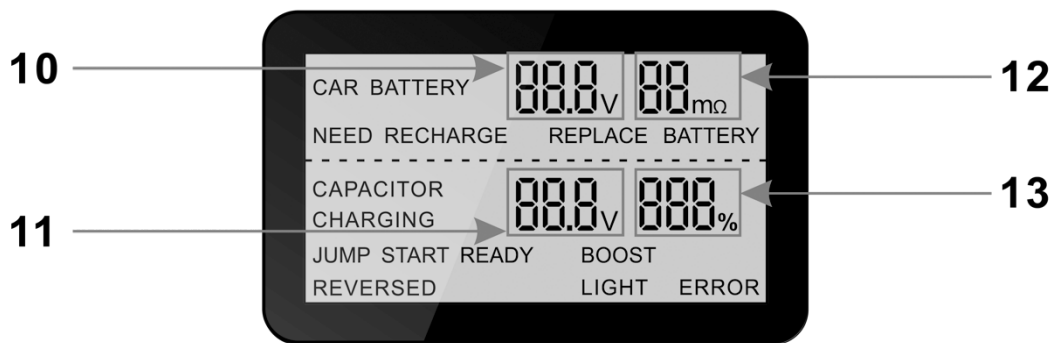 10
CAR BATTERY 88.8V 88mΩ
12
NEED RECHARGE REPLACE BATTERY
CAPACITOR
CHARGING
88.8V 888%
13
11
JUMP START READY BOOST
REVERSED LIGHT ERROR